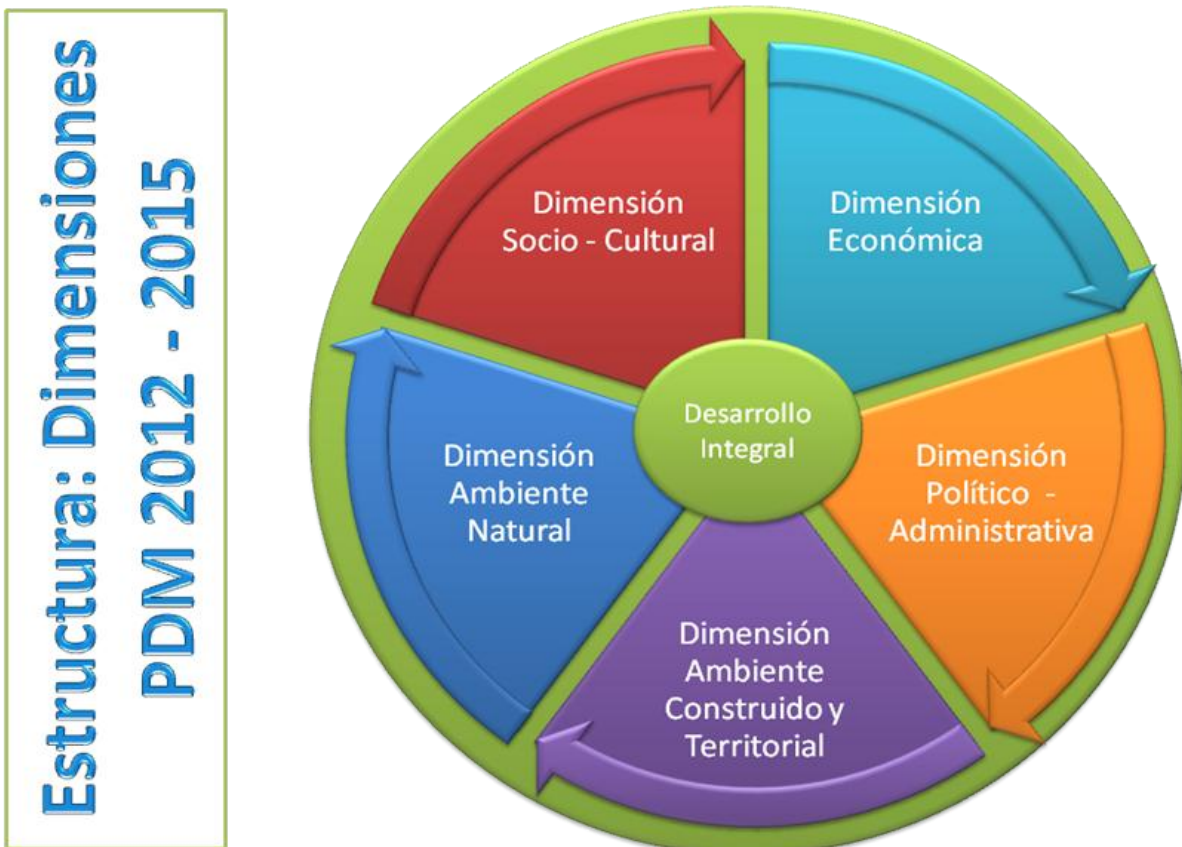 Estructura: Dimensiones
PDM 2012 - 2015
Dimensión
Socio - Cultural
Dimensión
Económica
Desarrollo
Integral
Dimensión
Ambiente
Natural
Dimensión
Político -
Administrativa
Dimensión
Ambiente
Construido y
Territorial